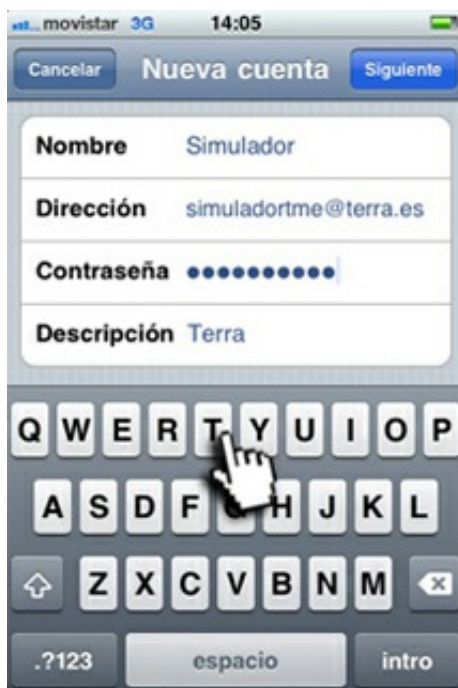 movistar 3G 14:05
Cancelar Nueva cuenta Siguiente
Nombre Simulador
Dirección simuladortme@terra.es
Contraseña ••••••••••
Descripción Terra
Q W E R T Y U I O P
A S D F G H J K L
Z X C V B N M
.?123 espacio intro